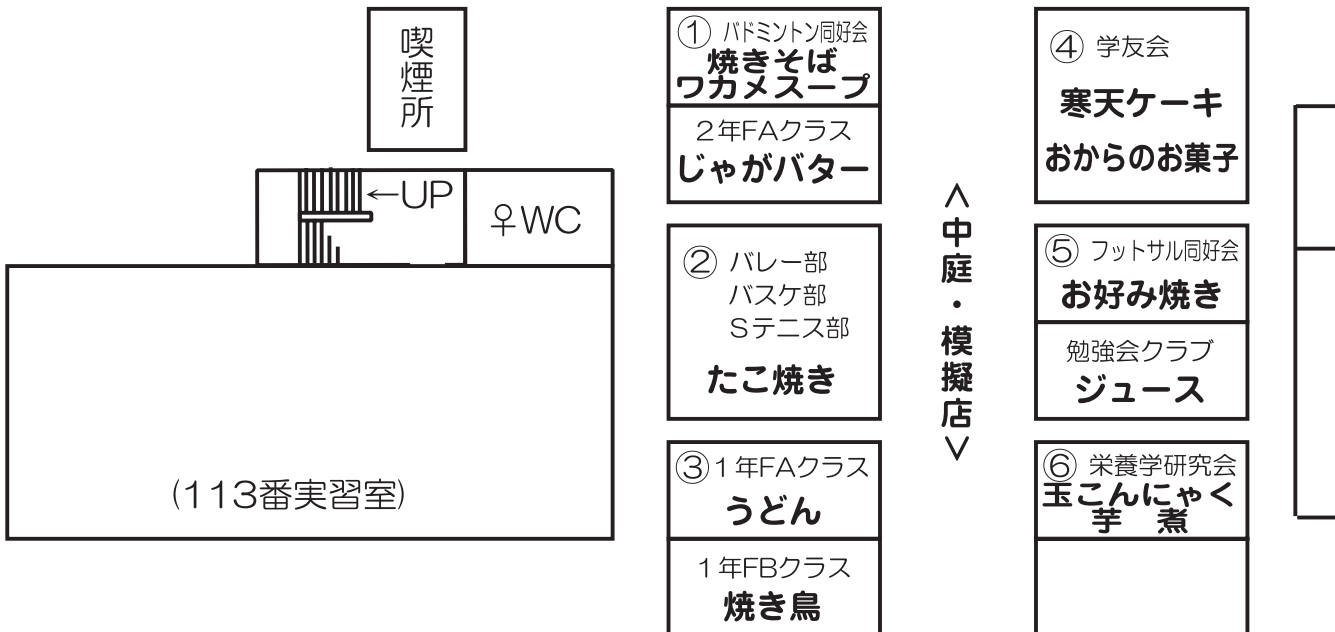 喫煙所
←UP
♀WC
(113番実習室)
① バドミントン同好会
焼きそば
ワカメスープ
2年FAクラス
じゃがバター
② バレー部
バスケ部
Sテニス部
たこ焼き
③1年FAクラス
うどん
1年FBクラス
焼き鳥
<中庭・模擬店>
④ 学友会
寒天ケーキ
おからのお菓子
⑤ フットサル同好会
お好み焼き
勉強会クラブ
ジュース
⑥ 栄養学研究会
玉こんにゃく
芋 煮